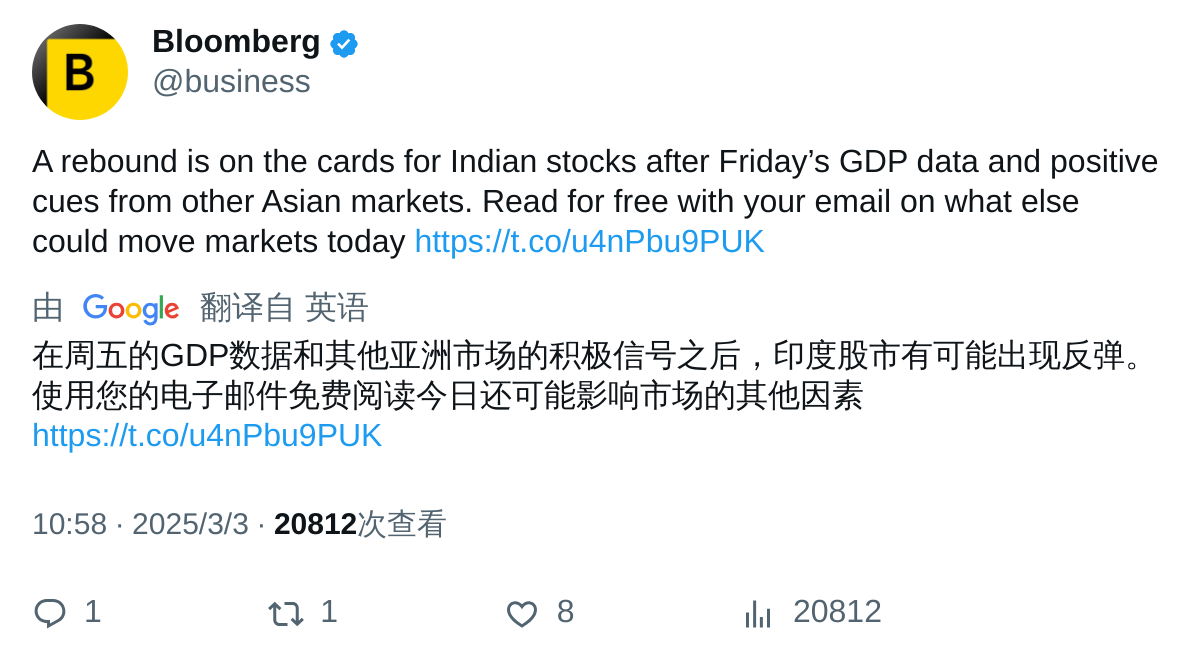 B
Bloomberg
@business
A rebound is on the cards for Indian stocks after Friday’s GDP data and positive
cues from other Asian markets. Read for free with your email on what else
could move markets today https://t.co/u4nPbu9PUK
由 Google 翻译自 英语
在周五的GDP数据和其他亚洲市场的积极信号之后，印度股市有可能出现反弹。
使用您的电子邮件免费阅读今日还可能影响市场的其他因素
https://t.co/u4nPbu9PUK
10:58 · 2025/3/3 · 20812次查看
1 1 8 20812